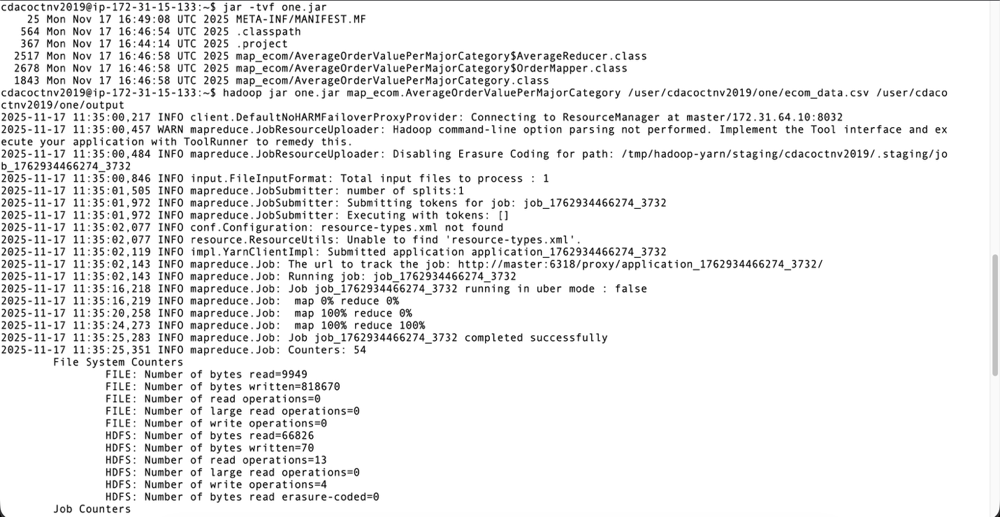 cdacoctnv2019@ip-172-31-15-133:~$ jar -tvf one.jar
    25 Mon Nov 17 16:49:08 UTC 2025 META-INF/MANIFEST.MF
   564 Mon Nov 17 16:46:54 UTC 2025 .classpath
   367 Mon Nov 17 16:44:14 UTC 2025 .project
  2517 Mon Nov 17 16:46:58 UTC 2025 map_ecom/AverageOrderValuePerMajorCategory$AverageReducer.class
  2678 Mon Nov 17 16:46:58 UTC 2025 map_ecom/AverageOrderValuePerMajorCategory$OrderMapper.class
  1843 Mon Nov 17 16:46:58 UTC 2025 map_ecom/AverageOrderValuePerMajorCategory.class
cdacoctnv2019@ip-172-31-15-133:~$ hadoop jar one.jar map_ecom.AverageOrderValuePerMajorCategory /user/cdacoctnv2019/one/ecom_data.csv /user/cdaco
ctnv2019/one/output
2025-11-17 11:35:00,217 INFO client.DefaultNoHARMFailoverProxyProvider: Connecting to ResourceManager at master/172.31.64.10:8032
2025-11-17 11:35:00,457 WARN mapreduce.JobResourceUploader: Hadoop command-line option parsing not performed. Implement the Tool interface and ex
ecute your application with ToolRunner to remedy this.
2025-11-17 11:35:00,484 INFO mapreduce.JobResourceUploader: Disabling Erasure Coding for path: /tmp/hadoop-yarn/staging/cdacoctnv2019/.staging/jo
b_1762934466274_3732
2025-11-17 11:35:00,846 INFO input.FileInputFormat: Total input files to process : 1
2025-11-17 11:35:01,505 INFO mapreduce.JobSubmitter: number of splits:1
2025-11-17 11:35:01,972 INFO mapreduce.JobSubmitter: Submitting tokens for job: job_1762934466274_3732
2025-11-17 11:35:01,972 INFO mapreduce.JobSubmitter: Executing with tokens: []
2025-11-17 11:35:02,077 INFO conf.Configuration: resource-types.xml not found
2025-11-17 11:35:02,077 INFO resource.ResourceUtils: Unable to find 'resource-types.xml'.
2025-11-17 11:35:02,119 INFO impl.YarnClientImpl: Submitted application application_1762934466274_3732
2025-11-17 11:35:02,143 INFO mapreduce.Job: The url to track the job: http://master:6318/proxy/application_1762934466274_3732/
2025-11-17 11:35:02,143 INFO mapreduce.Job: Running job: job_1762934466274_3732
2025-11-17 11:35:16,218 INFO mapreduce.Job: Job job_1762934466274_3732 running in uber mode : false
2025-11-17 11:35:16,219 INFO mapreduce.Job:  map 0% reduce 0%
2025-11-17 11:35:20,258 INFO mapreduce.Job:  map 100% reduce 0%
2025-11-17 11:35:24,273 INFO mapreduce.Job:  map 100% reduce 100%
2025-11-17 11:35:25,283 INFO mapreduce.Job: Job job_1762934466274_3732 completed successfully
2025-11-17 11:35:25,351 INFO mapreduce.Job: Counters: 54
        File System Counters
                FILE: Number of bytes read=9949
                FILE: Number of bytes written=818670
                FILE: Number of read operations=0
                FILE: Number of large read operations=0
                FILE: Number of write operations=0
                HDFS: Number of bytes read=66826
                HDFS: Number of bytes written=70
                HDFS: Number of read operations=13
                HDFS: Number of large read operations=0
                HDFS: Number of write operations=4
                HDFS: Number of bytes read erasure-coded=0
        Job Counters